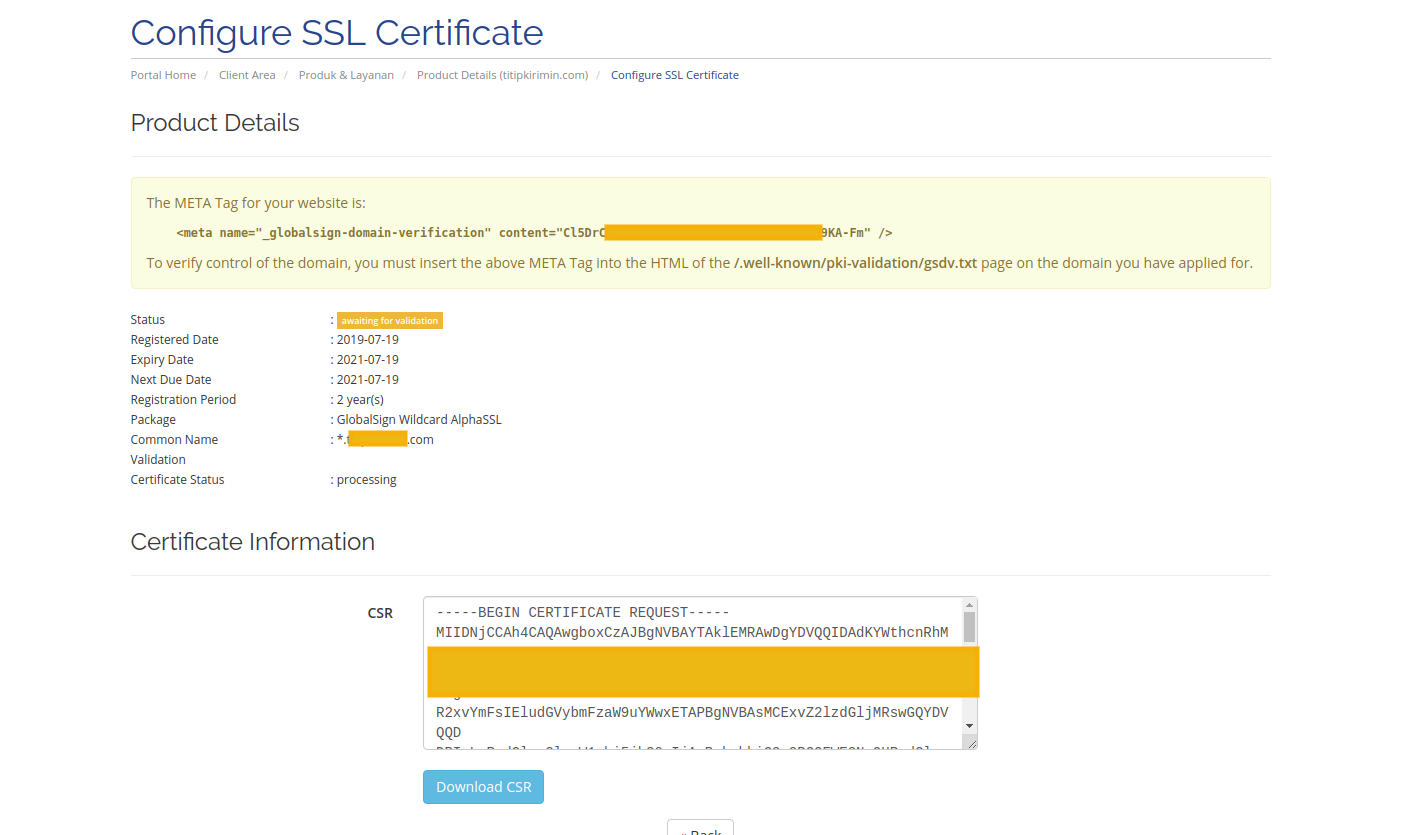 Configure SSL Certificate
Portal Home / Client Area / Produk & Layanan / Product Details (titipkirimin.com) / Configure SSL Certificate
Product Details
The META Tag for your website is:
<meta name="_globalsign-domain-verification" content="Cl5DrC 9KA-Fm" />
To verify control of the domain, you must insert the above META Tag into the HTML of the /.well-known/pki-validation/gsdv.txt page on the domain you have applied for.
Status : awaiting for validation
Registered Date : 2019-07-19
Expiry Date : 2021-07-19
Next Due Date : 2021-07-19
Registration Period : 2 year(s)
Package : GlobalSign Wildcard AlphaSSL
Common Name : *.t .com
Validation
Certificate Status : processing
Certificate Information
CSR
-----BEGIN CERTIFICATE REQUEST-----
MIIDNjCCAh4CAQAwgboxCzAJBgNVBAYTAklEMRAwDgYDVQQIDAdKYWthcnRhM
R2xvYmFsIEludGVybmFzaW9uYWwxETAPBgNVBAsMCExvZ2lzdGljMRswGQYDV
QQD
Download CSR
« Back